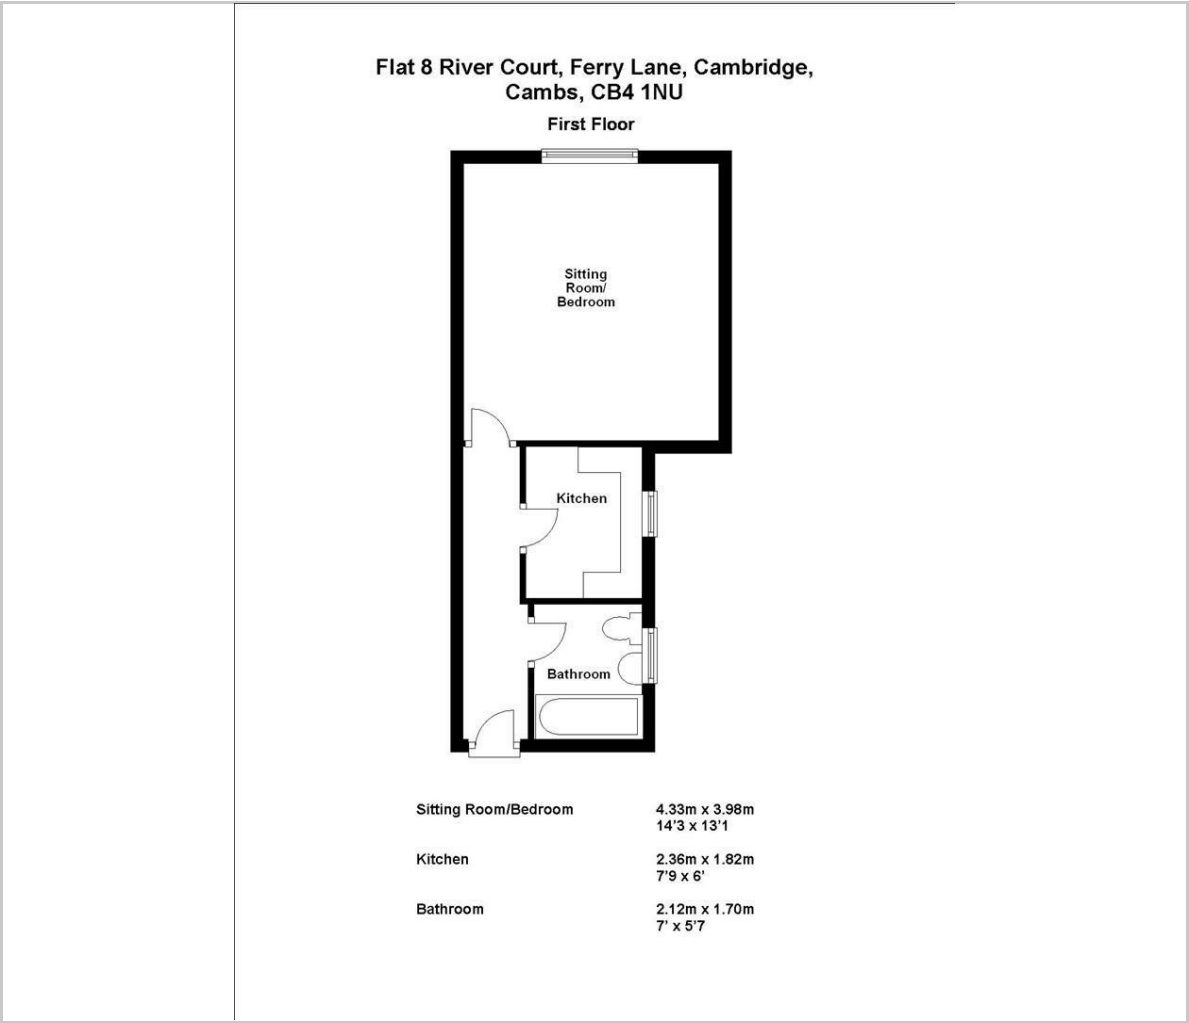 Flat 8 River Court, Ferry Lane, Cambridge,
Cambs, CB4 1NU
First Floor
Sitting
Room/
Bedroom
Kitchen
Bathroom
Sitting Room/Bedroom 4.33m x 3.98m
14'3 x 13'1
Kitchen 2.36m x 1.82m
7'9 x 6'
Bathroom 2.12m x 1.70m
7' x 5'7